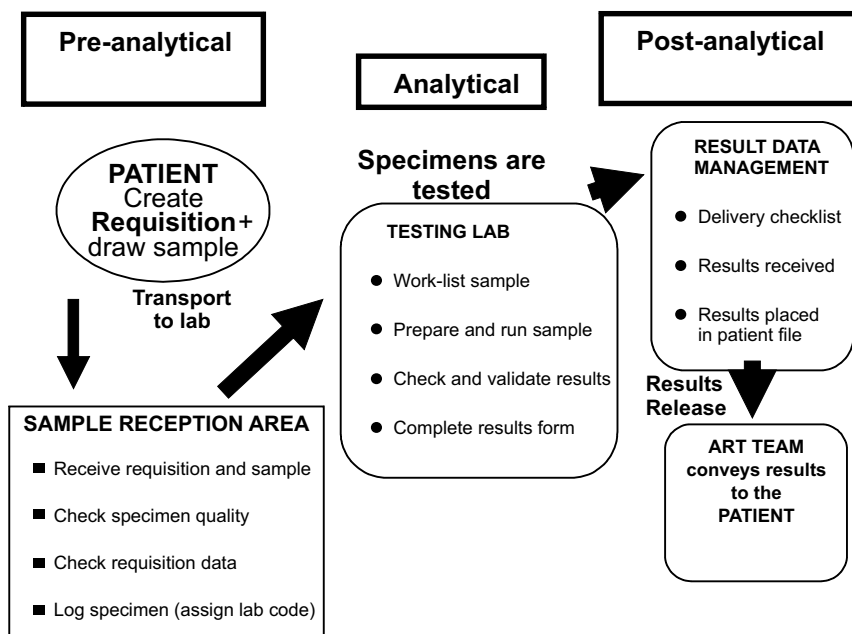 Pre-analytical
PATIENT
Create
Requisition+
draw sample
Transport
to lab
SAMPLE RECEPTION AREA
Receive requisition and sample
Check specimen quality
Check requisition data
Log specimen (assign lab code)
Analytical
Specimens are
tested
TESTING LAB
Work-list sample
Prepare and run sample
Check and validate results
Complete results form
Post-analytical
RESULT DATA
MANAGEMENT
Delivery checklist
Results received
Results placed
in patient file
Results
Release
ART TEAM
conveys results
to the
PATIENT